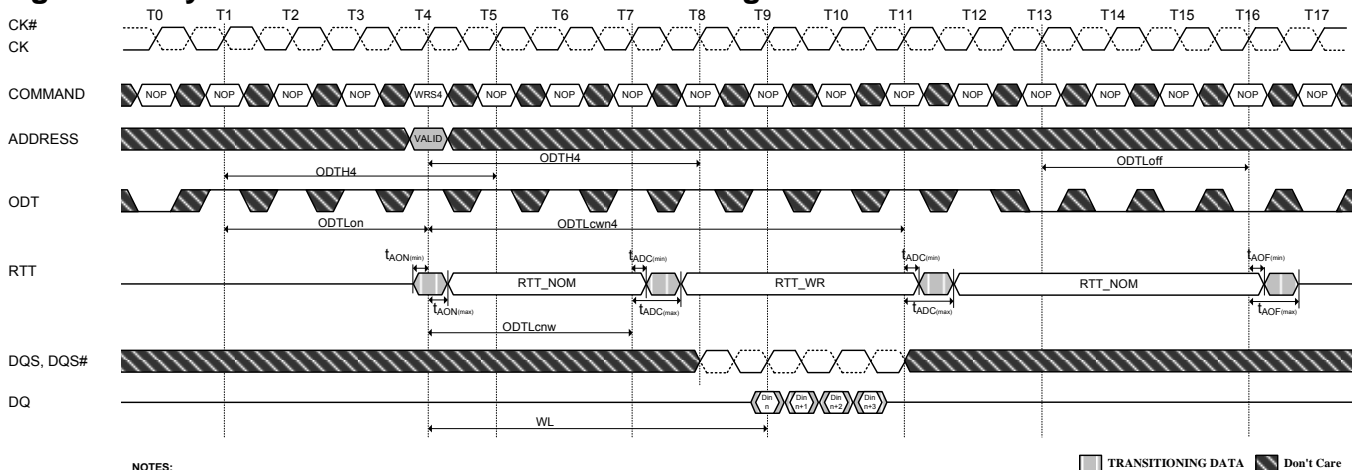 T0 T1 T2 T3 T4 T5 T6 T7 T8 T9 T10 T11 T12 T13 T14 T15 T16 T17
CK#
CK
COMMAND NOP NOP NOP NOP WRS4 NOP NOP NOP NOP NOP NOP NOP NOP NOP NOP NOP NOP NOP
ADDRESS VALID
ODTH4 ODTLoff
ODTH4
ODT
ODTLon ODTLcwn4
tAON(min) tADC(min) tADC(min) tAOF(min)
RTT RTT_NOM RTT_WR RTT_NOM
tAON(max) tADC(max) tADC(max) tAOF(max)
ODTLcnw
DQS, DQS#
DQ Din n Din n+1 Din n+2 Din n+3
WL
NOTES: TRANSITIONING DATA Don't Care